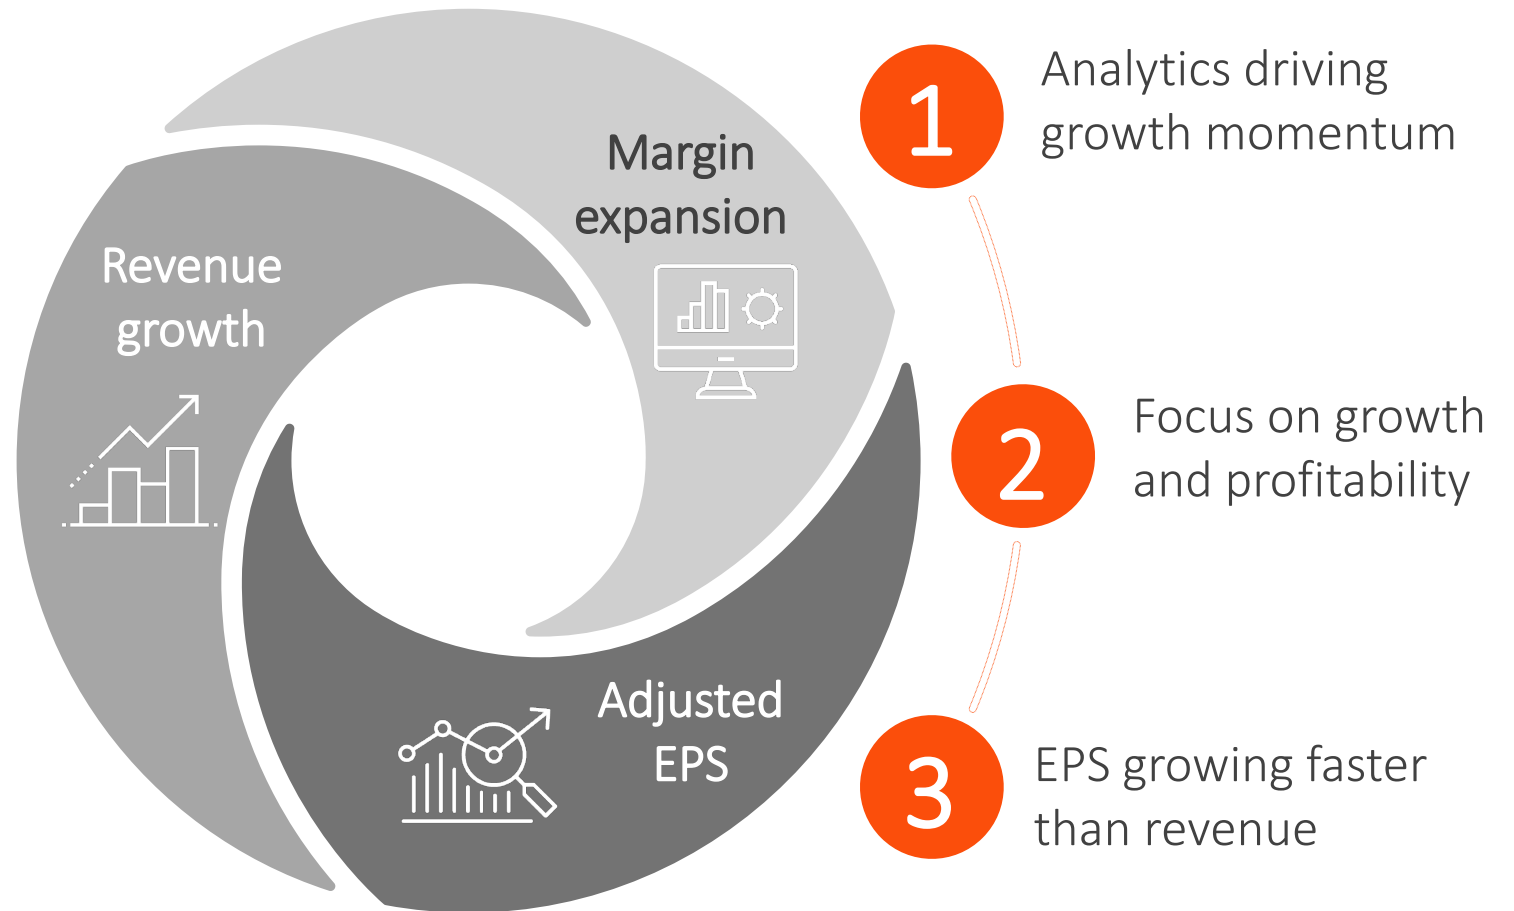 Margin
expansion
Revenue
growth
Adjusted
EPS
1
Analytics driving
growth momentum
2
Focus on growth
and profitability
3
EPS growing faster
than revenue